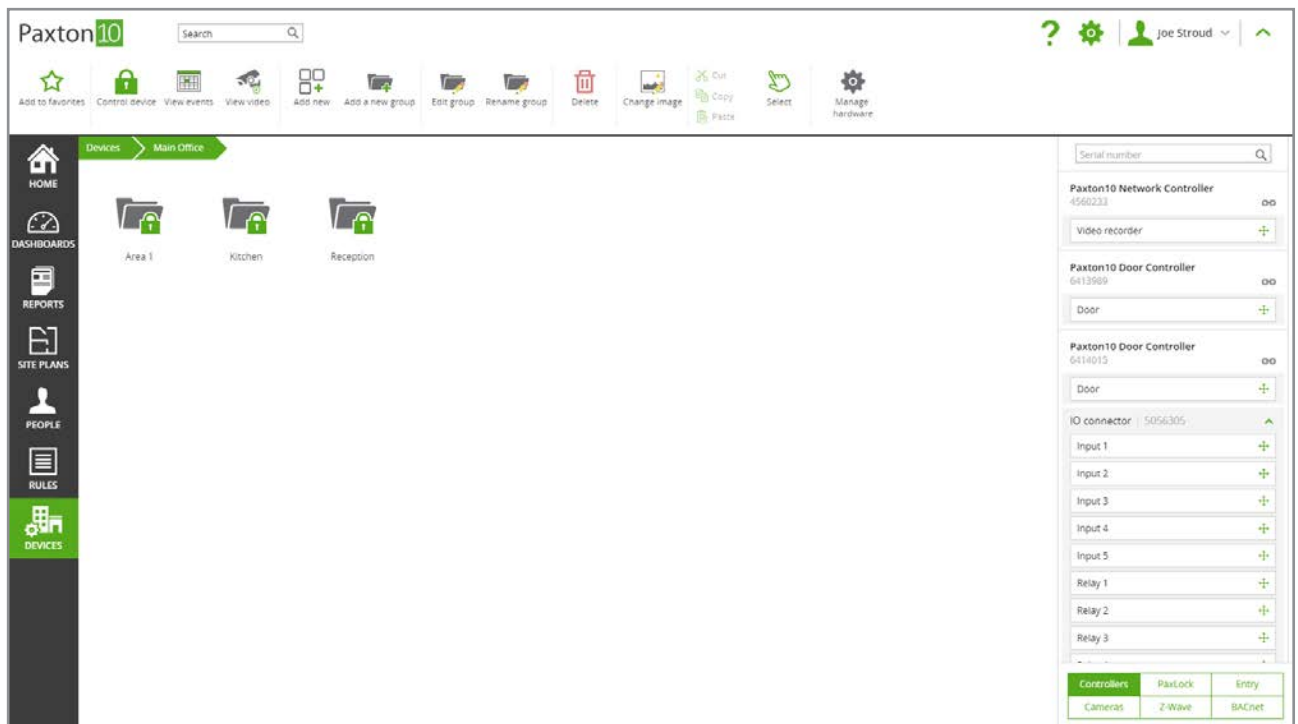 Paxton10
Search
Joe Stroud
Add to favorites
Control device
View events
View video
Add new
Add a new group
Edit group
Rename group
Delete
Change image
Cut
Copy
Paste
Select
Manage
hardware
HOME
DASHBOARDS
REPORTS
SITE PLANS
PEOPLE
RULES
DEVICES
Devices
Main Office
Area 1
Kitchen
Reception
Serial number
Paxton10 Network Controller
4560233
Video recorder
Paxton10 Door Controller
6413989
Door
Paxton10 Door Controller
6414015
Door
IO connector 5056305
Input 1
Input 2
Input 3
Input 4
Input 5
Relay 1
Relay 2
Relay 3
Controllers
PaxLock
Entry
Cameras
Z-Wave
BACnet